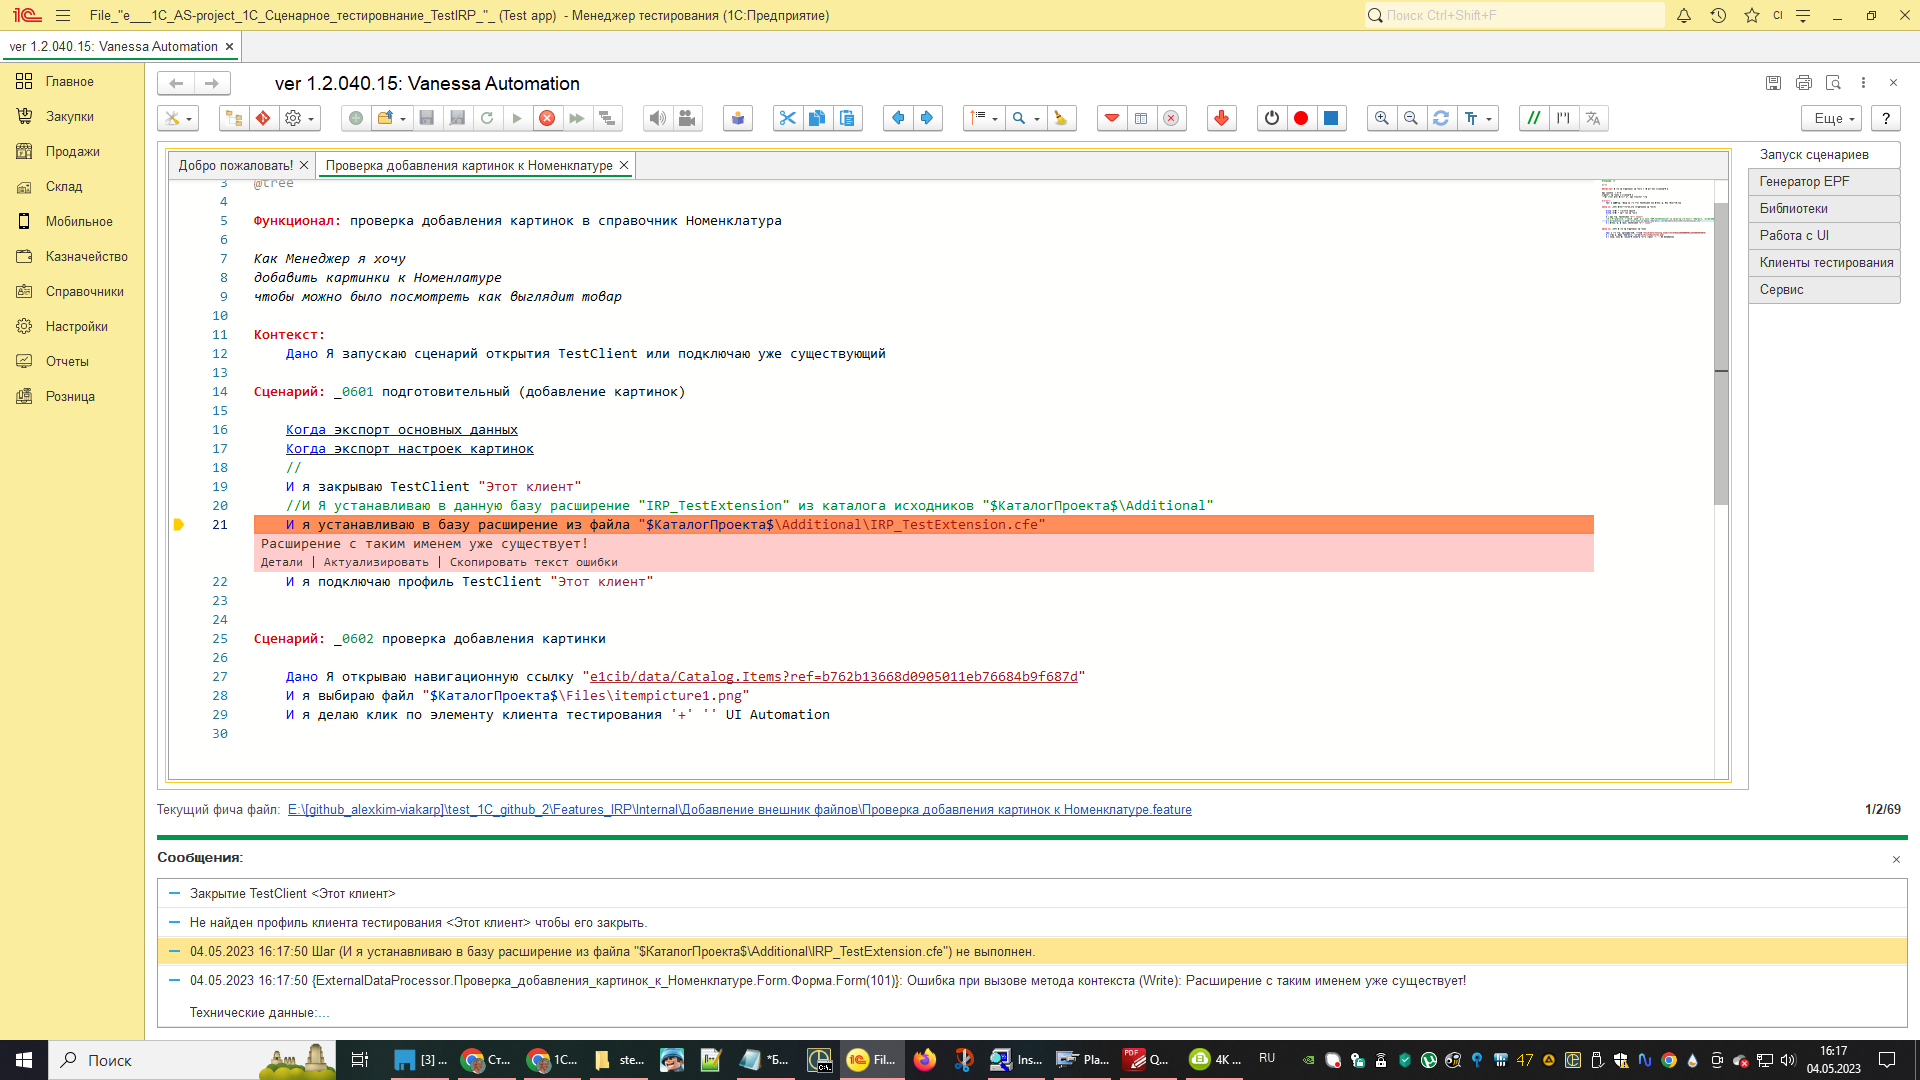 File_"e___1C_AS-project_1C_Сценарное_тестировнание_TestIRP_"_ (Test app) - Менеджер тестирования (1С:Предприятие)
Поиск Ctrl+Shift+F
CI
ver 1.2.040.15: Vanessa Automation
Главное
Закупки
Продажи
Склад
Мобильное
Казначейство
Справочники
Настройки
Отчеты
Розница
ver 1.2.040.15: Vanessa Automation
Еще
?
Добро пожаловать!
Проверка добавления картинок к Номенклатуре
Запуск сценариев
Генератор EPF
Библиотеки
Работа с UI
Клиенты тестирования
Сервис
3 @tree
4
5 Функционал: проверка добавления картинок в справочник Номенклатура
6
7 Как Менеджер я хочу
8 добавить картинки к Номенлатуре
9 чтобы можно было посмотреть как выглядит товар
10
11 Контекст:
12 Дано Я запускаю сценарий открытия TestClient или подключаю уже существующий
13
14 Сценарий: _0601 подготовительный (добавление картинок)
15
16 Когда экспорт основных данных
17 Когда экспорт настроек картинок
18 //
19 И я закрываю TestClient "Этот клиент"
20 //И Я устанавливаю в данную базу расширение "IRP_TestExtension" из каталога исходников "$КаталогПроекта$\Additional"
21 И я устанавливаю в базу расширение из файла "$КаталогПроекта$\Additional\IRP_TestExtension.cfe"
Расширение с таким именем уже существует!
Детали | Актуализировать | Скопировать текст ошибки
22 И я подключаю профиль TestClient "Этот клиент"
23
24
25 Сценарий: _0602 проверка добавления картинки
26
27 Дано Я открываю навигационную ссылку "e1cib/data/Catalog.Items?ref=b762b13668d0905011eb76684b9f687d"
28 И я выбираю файл "$КаталогПроекта$\Files\itempicture1.png"
29 И я делаю клик по элементу клиента тестирования '+' '' UI Automation
30
Текущий фича файл: E:\[github_alexkim-viakarp]\test_1C_github_2\Features_IRP\Internal\Добавление внешник файлов\Проверка добавления картинок к Номенклатуре.feature
1/2/69
Сообщения:
Закрытие TestClient <Этот клиент>
Не найден профиль клиента тестирования <Этот клиент> чтобы его закрыть.
04.05.2023 16:17:50 Шаг (И я устанавливаю в базу расширение из файла "$КаталогПроекта$\Additional\IRP_TestExtension.cfe") не выполнен.
04.05.2023 16:17:50 {ExternalDataProcessor.Проверка_добавления_картинок_к_Номенклатуре.Form.Форма.Form(101)}: Ошибка при вызове метода контекста (Write): Расширение с таким именем уже существует!
Технические данные:...
Поиск
[3] ...
Ст...
1С...
ste...
*Б...
Fil...
Ins...
Pla...
Q...
4K ...
RU
47
16:17
04.05.2023